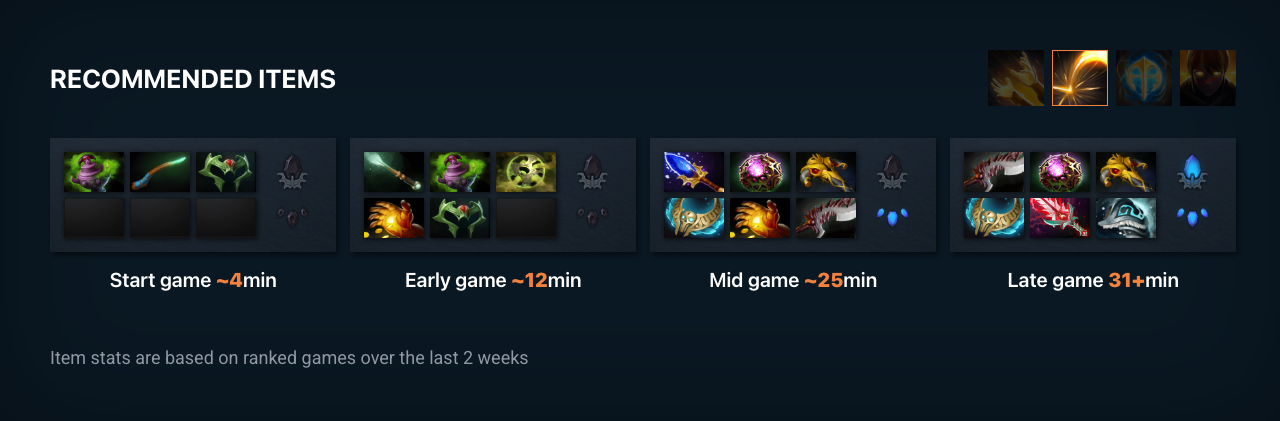 RECOMMENDED ITEMS
Start game ~4min
Early game ~12min
Mid game ~25min
Late game 31+min
Item stats are based on ranked games over the last 2 weeks